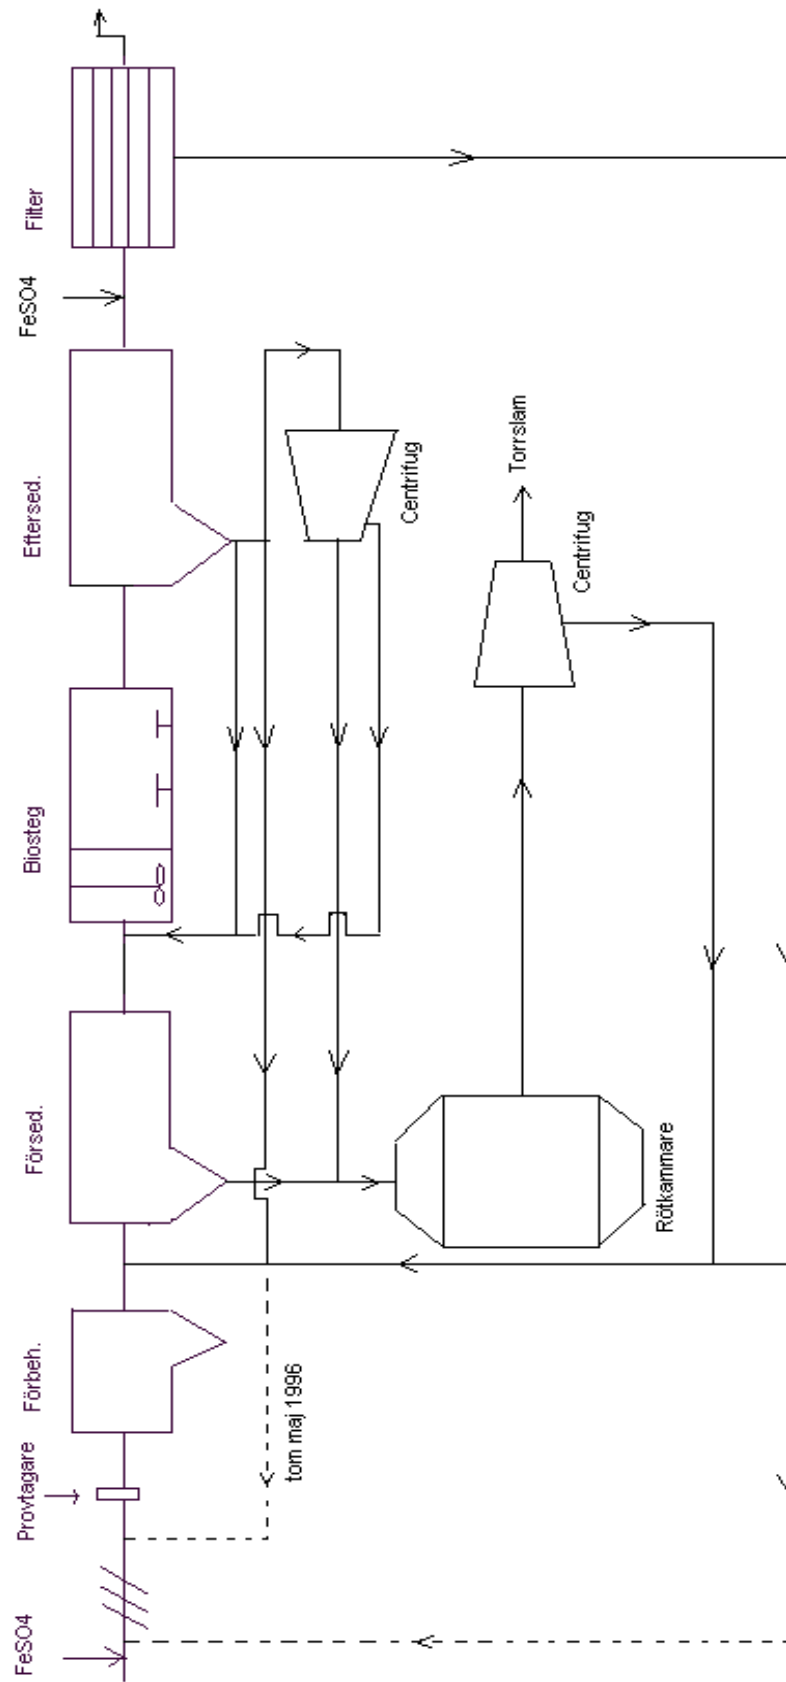 FeSO4
Provtagare
Förbeh.
Försed.
Biosteg
Eftersed.
FeSO4
Filter
tom maj 1996
Rötkammare
Centrifug
Centrifug
Torrslam